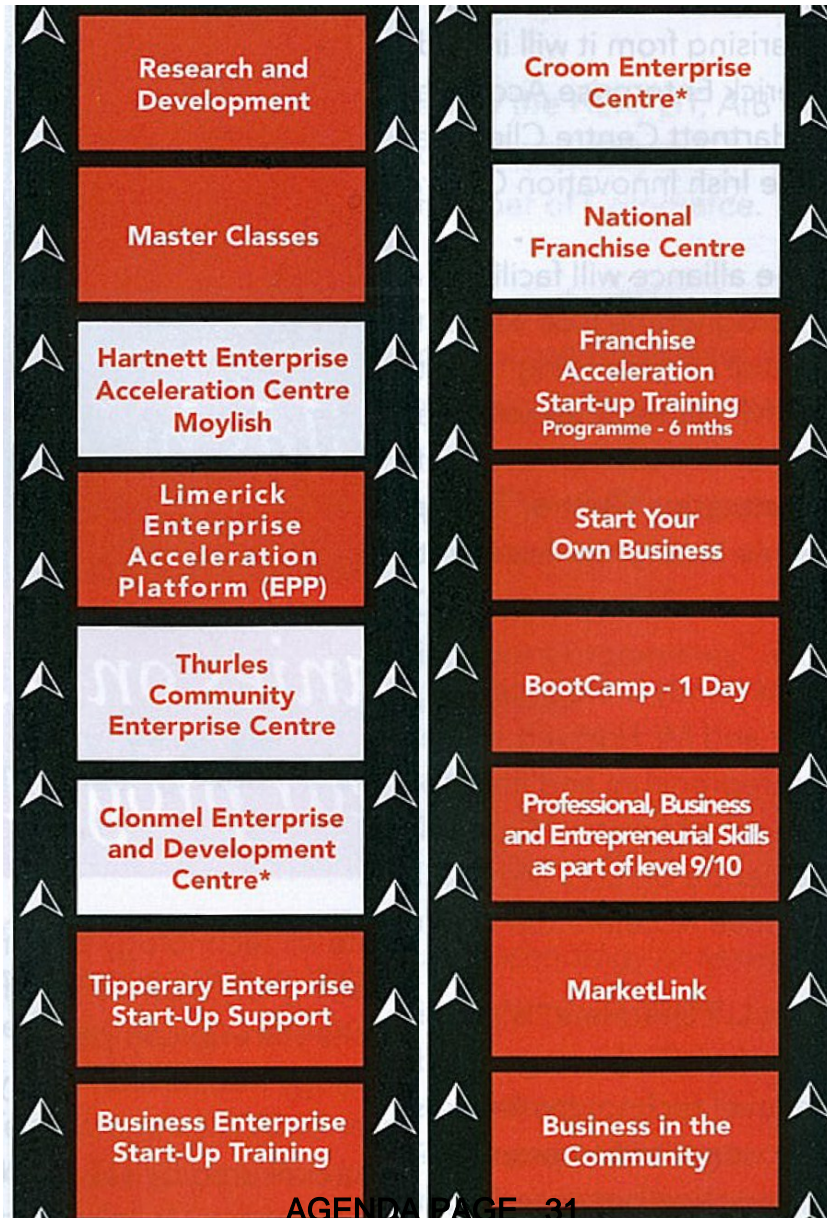 Research and
Development
Master Classes
Hartnett Enterprise
Acceleration Centre
Moylish
Limerick
Enterprise
Acceleration
Platform (EPP)
Thurles
Community
Enterprise Centre
Clonmel Enterprise
and Development
Centre*
Tipperary Enterprise
Start-Up Support
Business Enterprise
Start-Up Training
Croom Enterprise
Centre*
National
Franchise Centre
Franchise
Acceleration
Start-up Training
Programme - 6 mths
Start Your
Own Business
BootCamp - 1 Day
Professional, Business
and Entrepreneurial Skills
as part of level 9/10
MarketLink
Business in the
Community
AGENDA PAGE 31